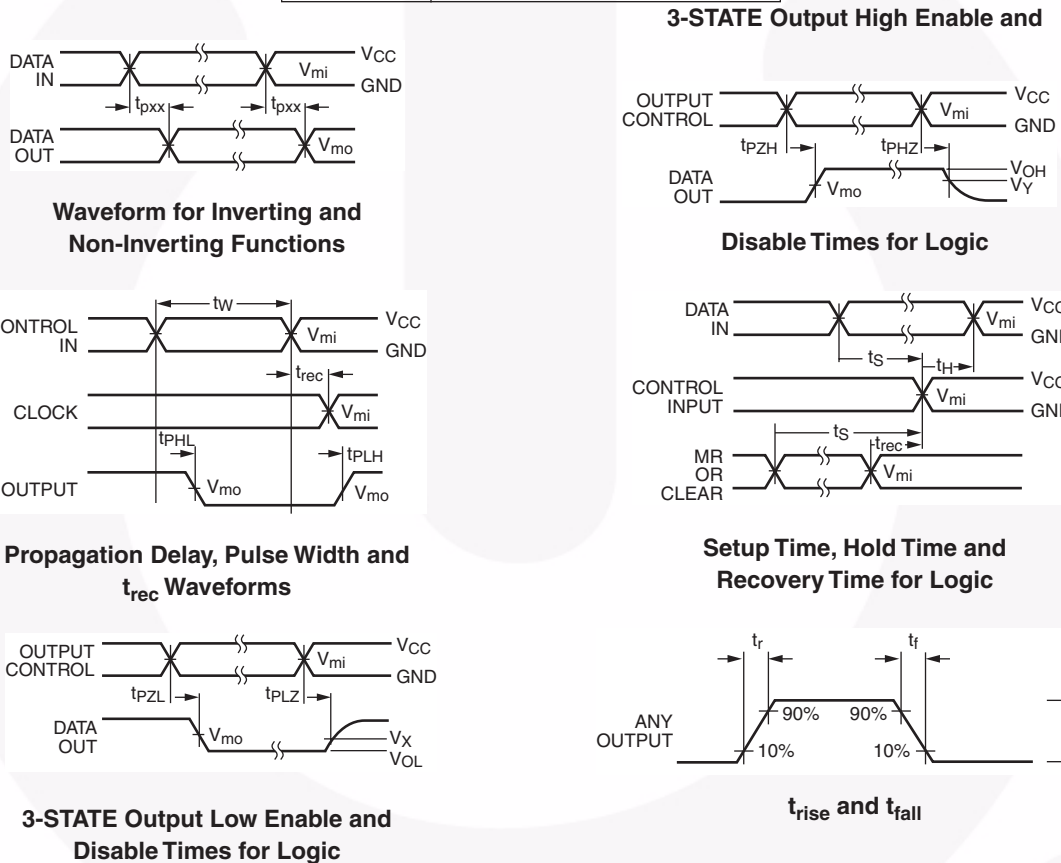 DATA
IN
VCC
Vmi
GND
tpxx
tpxx
DATA
OUT
Vmo
Waveform for Inverting and
Non-Inverting Functions
3-STATE Output High Enable and
OUTPUT
CONTROL
VCC
Vmi
GND
tPZH
tPHZ
DATA
OUT
Vmo
VOH
VY
Disable Times for Logic
ONTROL
IN
tW
VCC
Vmi
GND
trec
CLOCK
Vmi
tPHL
tPLH
OUTPUT
Vmo
Vmo
Propagation Delay, Pulse Width and
trec Waveforms
DATA
IN
VCC
Vmi
GN
tS
tH
CONTROL
INPUT
VCC
Vmi
GN
tS
trec
MR
OR
CLEAR
Vmi
Setup Time, Hold Time and
Recovery Time for Logic
OUTPUT
CONTROL
VCC
Vmi
GND
tPZL
tPLZ
DATA
OUT
Vmo
VX
VOL
3-STATE Output Low Enable and
Disable Times for Logic
tr
tf
ANY
OUTPUT
90%
90%
10%
10%
trise and tfall